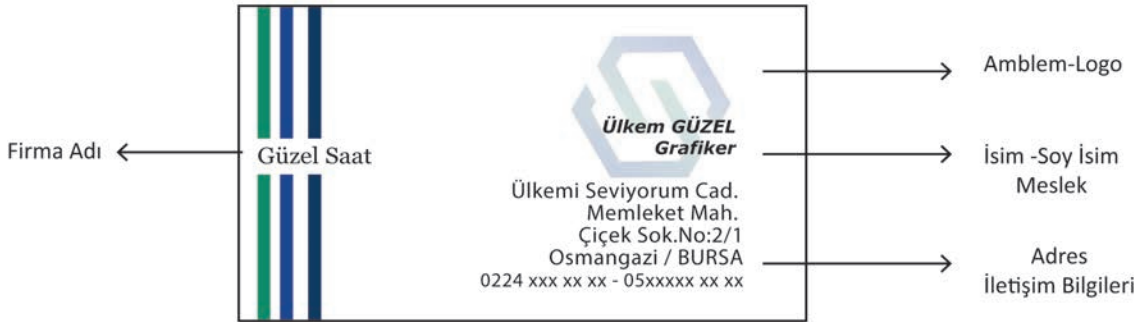 Firma Adı
Güzel Saat
Ülkem GÜZEL
Grafiker
Ülkemi Seviyorum Cad.
Memleket Mah.
Çiçek Sok.No:2/1
Osmangazi / BURSA
0224 xxx xx xx - 05xxxxx xx xx
Amblem-Logo
İsim -Soy İsim
Meslek
Adres
İletişim Bilgileri